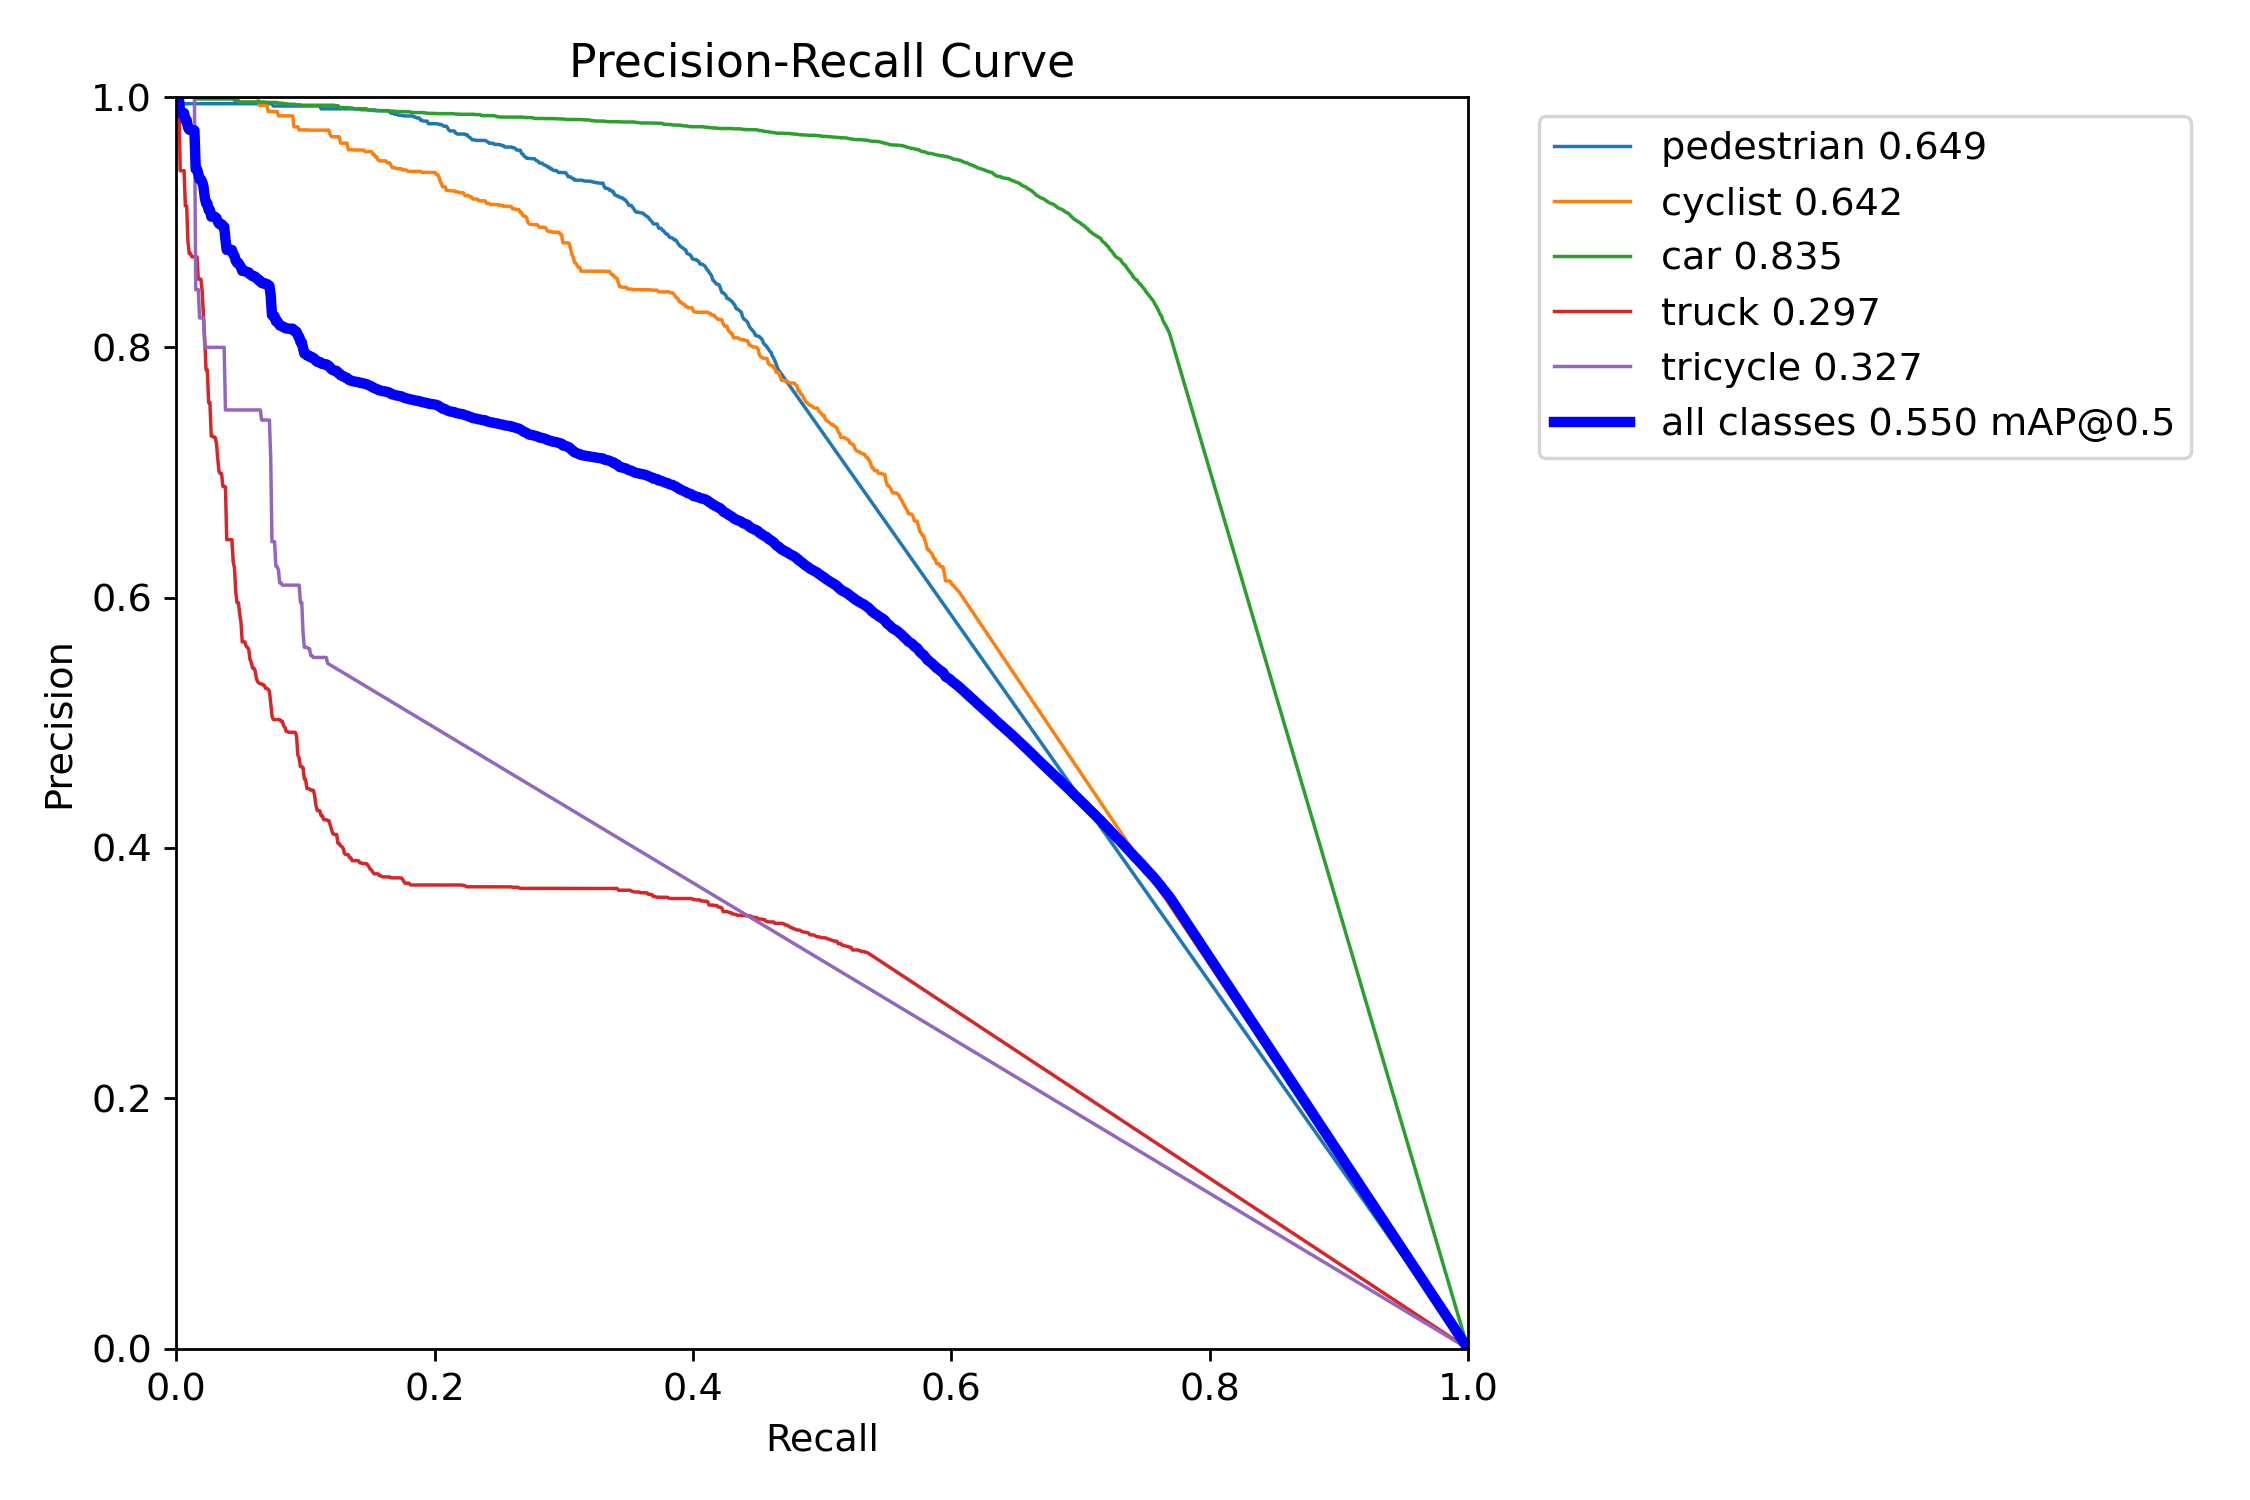 Precision-Recall Curve
1.0
0.8
0.6
0.4
0.2
0.0
Precision
0.0 0.2 0.4 0.6 0.8 1.0
Recall
pedestrian 0.649
cyclist 0.642
car 0.835
truck 0.297
tricycle 0.327
all classes 0.550 mAP@0.5